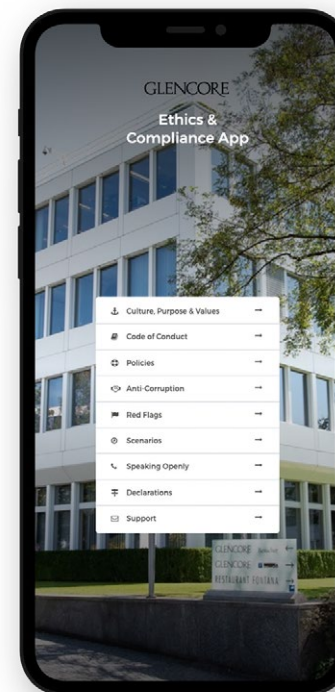 GLENCORE
Ethics &
Compliance App
Culture, Purpose & Values
Code of Conduct
Policies
Anti-Corruption
Red Flags
Scenarios
Speaking Openly
Declarations
Support
GLENCORE
GLENCORE
RESTAURANT FONTANA